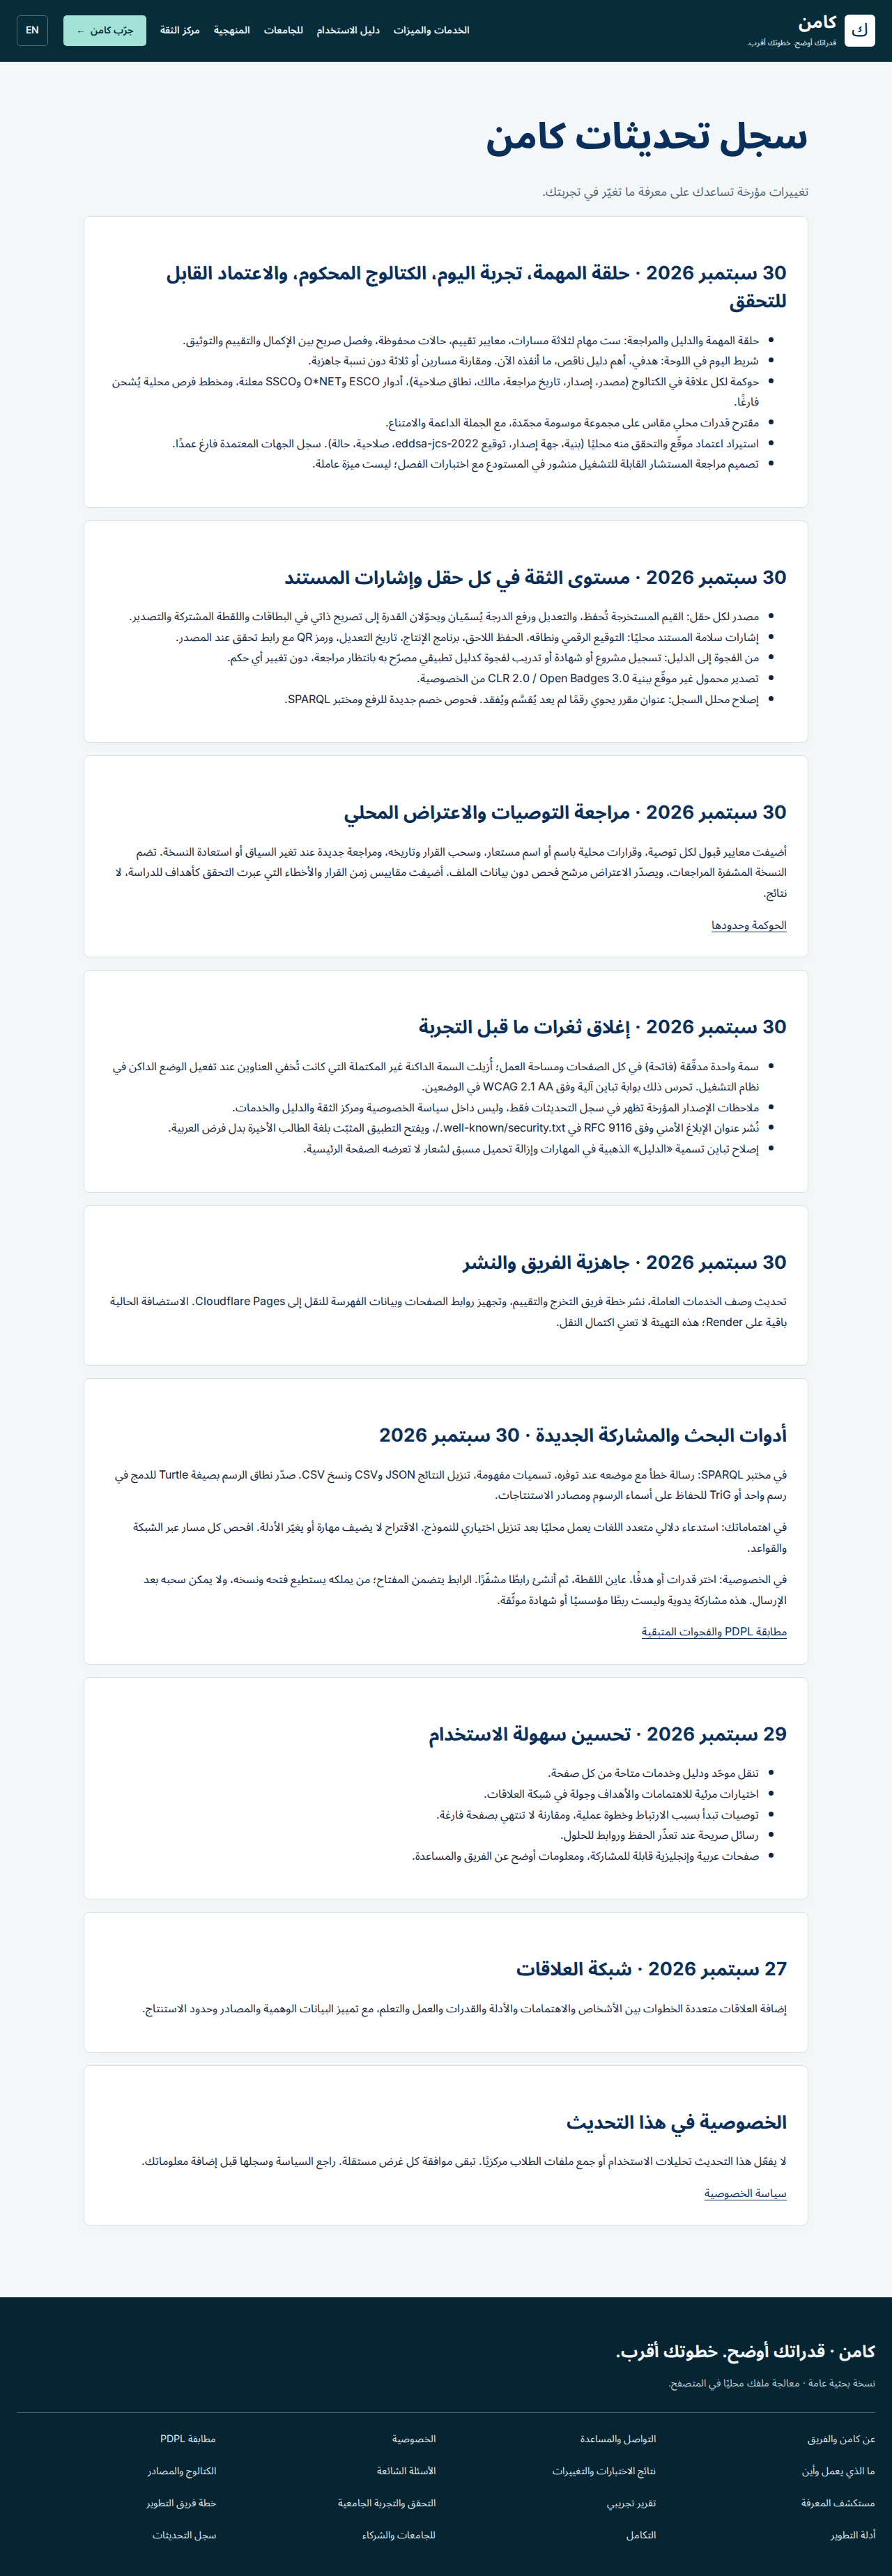 ك
كامن
قدراتك أوضح. خطوتك أقرب.
الخدمات والميزات
دليل الاستخدام
للجامعات
المنهجية
مركز الثقة
جرّب كامن ←
EN
سجل تحديثات كامن
تغييرات مؤرخة تساعدك على معرفة ما تغيّر في تجربتك.
30 سبتمبر 2026 · حلقة المهمة، تجربة اليوم، الكتالوج المحكوم، والاعتماد القابل
للتحقق
حلقة المهمة والدليل والمراجعة: ست مهام لثلاثة مسارات، معايير تقييم، حالات محفوظة، وفصل صريح بين الإكمال والتقييم والتوثيق.
شريط اليوم في اللوحة: هدفي، أهم دليل ناقص، ما أنفذه الآن. ومقارنة مسارين أو ثلاثة دون نسبة جاهزية.
حوكمة لكل علاقة في الكتالوج (مصدر، إصدار، تاريخ مراجعة، مالك، نطاق صلاحية)، أدوار ESCO وO*NET وSSCO معلنة، ومخطط فرص محلية يُشحن
فارغًا.
مقترح قدرات محلي مقاس على مجموعة موسومة مجمّدة، مع الجملة الداعمة والامتناع.
استيراد اعتماد موقّع والتحقق منه محليًا (بنية، جهة إصدار، توقيع eddsa-jcs-2022، صلاحية، حالة). سجل الجهات المعتمدة فارغ عمدًا.
تصميم مراجعة المستشار القابلة للتشغيل منشور في المستودع مع اختبارات الفصل؛ ليست ميزة عاملة.
30 سبتمبر 2026 · مستوى الثقة في كل حقل وإشارات المستند
مصدر لكل حقل: القيم المستخرجة تُحفظ، والتعديل ورفع الدرجة يُسمّيان ويحوّلان القدرة إلى تصريح ذاتي في البطاقات واللقطة المشتركة والتصدير.
إشارات سلامة المستند محليًا: التوقيع الرقمي ونطاقه، الحفظ اللاحق، برنامج الإنتاج، تاريخ التعديل، ورمز QR مع رابط تحقق عند المصدر.
من الفجوة إلى الدليل: تسجيل مشروع أو شهادة أو تدريب لفجوة كدليل تطبيقي مصرّح به بانتظار مراجعة، دون تغيير أي حكم.
تصدير محمول غير موقّع ببنية CLR 2.0 / Open Badges 3.0 من الخصوصية.
إصلاح محلل السجل: عنوان مقرر يحوي رقمًا لم يعد يُقسَّم ويُفقد. فحوص خصم جديدة للرفع ومختبر SPARQL.
30 سبتمبر 2026 · مراجعة التوصيات والاعتراض المحلي
أضيفت معايير قبول لكل توصية، وقرارات محلية باسم أو اسم مستعار، وسحب القرار وتاريخه، ومراجعة جديدة عند تغير السياق أو استعادة النسخة. تضم
النسخة المشفرة المراجعات، ويصدّر الاعتراض مرشح فحص دون بيانات الملف. أضيفت مقاييس زمن القرار والأخطاء التي عبرت التحقق كأهداف للدراسة، لا
نتائج.
الحوكمة وحدودها
30 سبتمبر 2026 · إغلاق ثغرات ما قبل التجربة
سمة واحدة مدقّقة (فاتحة) في كل الصفحات ومساحة العمل؛ أُزيلت السمة الداكنة غير المكتملة التي كانت تُخفي العناوين عند تفعيل الوضع الداكن في
نظام التشغيل. تحرس ذلك بوابة تباين آلية وفق WCAG 2.1 AA في الوضعين.
ملاحظات الإصدار المؤرخة تظهر في سجل التحديثات فقط، وليس داخل سياسة الخصوصية ومركز الثقة والدليل والخدمات.
نُشر عنوان الإبلاغ الأمني وفق RFC 9116 في ‎/.well-known/security.txt، ويفتح التطبيق المثبّت بلغة الطالب الأخيرة بدل فرض العربية.
إصلاح تباين تسمية «الدليل» الذهبية في المهارات وإزالة تحميل مسبق لشعار لا تعرضه الصفحة الرئيسية.
30 سبتمبر 2026 · جاهزية الفريق والنشر
تحديث وصف الخدمات العاملة، نشر خطة فريق التخرج والتقييم، وتجهيز روابط الصفحات وبيانات الفهرسة للنقل إلى Cloudflare Pages. الاستضافة الحالية
باقية على Render؛ هذه التهيئة لا تعني اكتمال النقل.
أدوات البحث والمشاركة الجديدة · 30 سبتمبر 2026
في مختبر SPARQL: رسالة خطأ مع موضعه عند توفره، تسميات مفهومة، تنزيل النتائج JSON وCSV ونسخ CSV. صدّر نطاق الرسم بصيغة Turtle للدمج في
رسم واحد أو TriG للحفاظ على أسماء الرسوم ومصادر الاستنتاجات.
في اهتماماتك: استدعاء دلالي متعدد اللغات يعمل محليًا بعد تنزيل اختياري للنموذج. الاقتراح لا يضيف مهارة أو يغيّر الأدلة. افحص كل مسار عبر الشبكة
والقواعد.
في الخصوصية: اختر قدرات أو هدفًا، عاين اللقطة، ثم أنشئ رابطًا مشفّرًا. الرابط يتضمن المفتاح؛ من يملكه يستطيع فتحه ونسخه، ولا يمكن سحبه بعد
الإرسال. هذه مشاركة يدوية وليست ربطًا مؤسسيًا أو شهادة موثّقة.
مطابقة PDPL والفجوات المتبقية
29 سبتمبر 2026 · تحسين سهولة الاستخدام
تنقل موحّد ودليل وخدمات متاحة من كل صفحة.
اختيارات مرئية للاهتمامات والأهداف وجولة في شبكة العلاقات.
توصيات تبدأ بسبب الارتباط وخطوة عملية، ومقارنة لا تنتهي بصفحة فارغة.
رسائل صريحة عند تعذّر الحفظ وروابط للحلول.
صفحات عربية وإنجليزية قابلة للمشاركة، ومعلومات أوضح عن الفريق والمساعدة.
27 سبتمبر 2026 · شبكة العلاقات
إضافة العلاقات متعددة الخطوات بين الأشخاص والاهتمامات والأدلة والقدرات والعمل والتعلم، مع تمييز البيانات الوهمية والمصادر وحدود الاستنتاج.
الخصوصية في هذا التحديث
لا يفعّل هذا التحديث تحليلات الاستخدام أو جمع ملفات الطلاب مركزيًا. تبقى موافقة كل غرض مستقلة. راجع السياسة وسجلها قبل إضافة معلوماتك.
سياسة الخصوصية
كامن · قدراتك أوضح. خطوتك أقرب.
نسخة بحثية عامة · معالجة ملفك محليًا في المتصفح.
عن كامن والفريق
التواصل والمساعدة
الخصوصية
مطابقة PDPL
ما الذي يعمل وأين
نتائج الاختبارات والتغييرات
الأسئلة الشائعة
الكتالوج والمصادر
مستكشف المعرفة
تقرير تجريبي
التحقق والتجربة الجامعية
خطة فريق التطوير
أدلة التطوير
التكامل
للجامعات والشركاء
سجل التحديثات